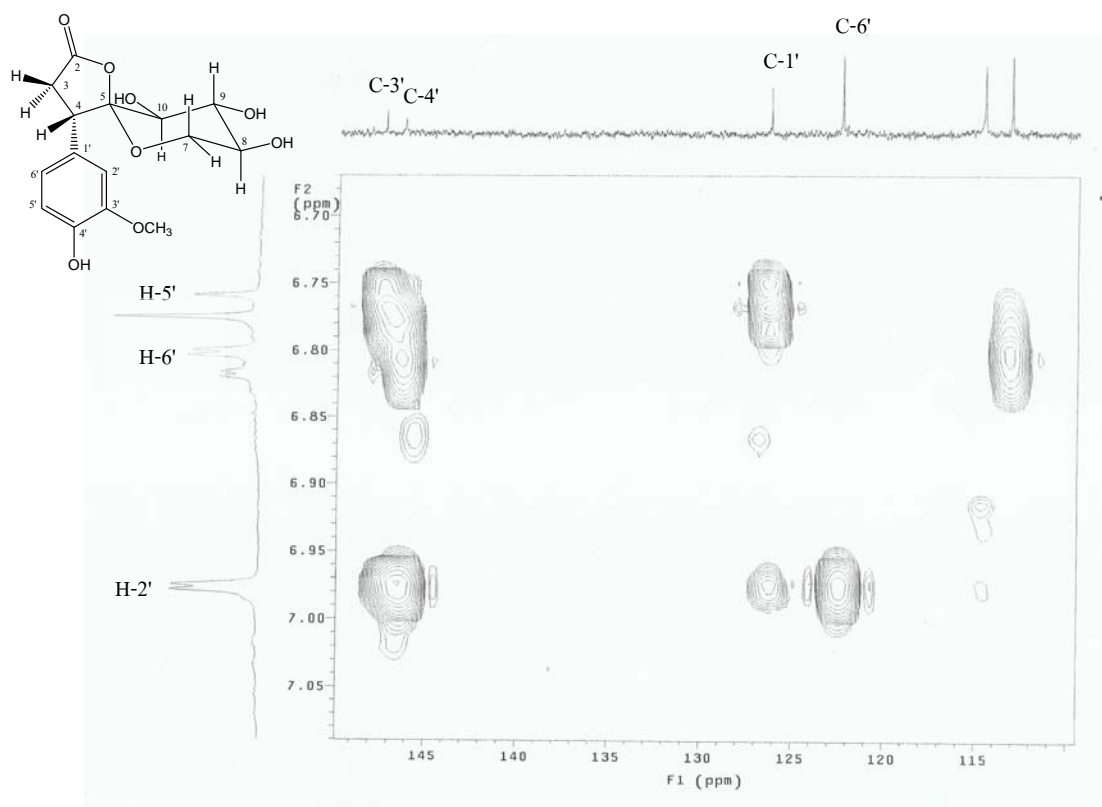 C-6'
O
C-1'
H
C-3'
C-4'
2
O
H
3
HO
H
9
OH
H
4
5
10
H
O
8
OH
1'
7
H
H
H
6'
2'
5'
3'
4'
OCH3
OH
F2
(ppm)
6.70
H-5'
6.75
H-6'
6.80
6.85
6.90
6.95
H-2'
7.00
7.05
145
140
135
130
125
120
115
F1 (ppm)